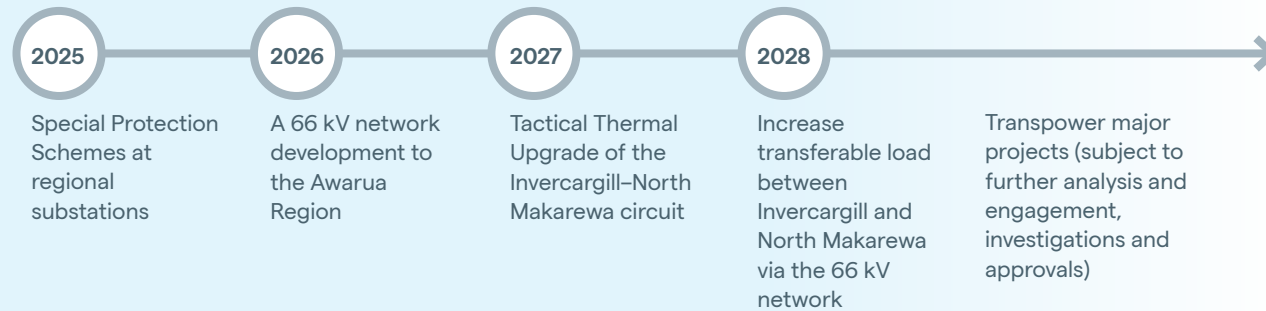 2025
Special Protection
Schemes at
regional
substations
2026
A 66 kV network
development to
the Awarua
Region
2027
Tactical Thermal
Upgrade of the
Invercargill–North
Makarewa circuit
2028
Increase
transferable load
between
Invercargill and
North Makarewa
via the 66 kV
network
Transpower major
projects (subject to
further analysis and
engagement,
investigations and
approvals)